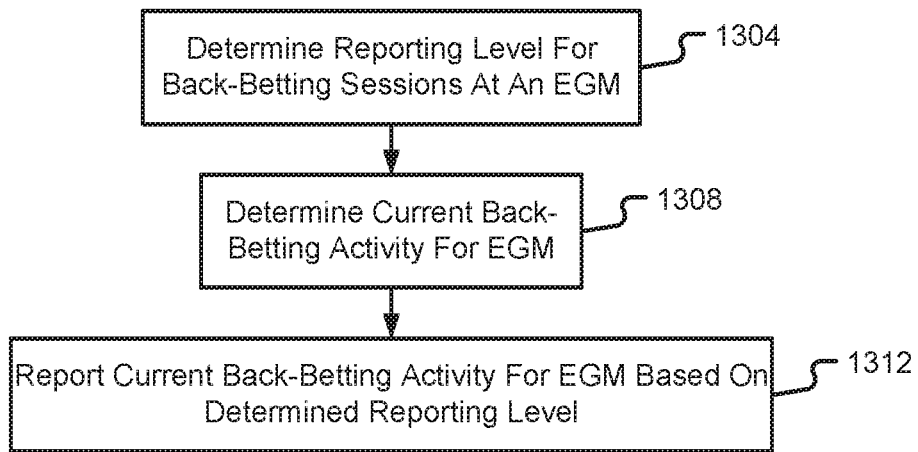 Determine Reporting Level For
Back-Betting Sessions At An EGM
1304
Determine Current Back-
Betting Activity For EGM
1308
Report Current Back-Betting Activity For EGM Based On
Determined Reporting Level
1312